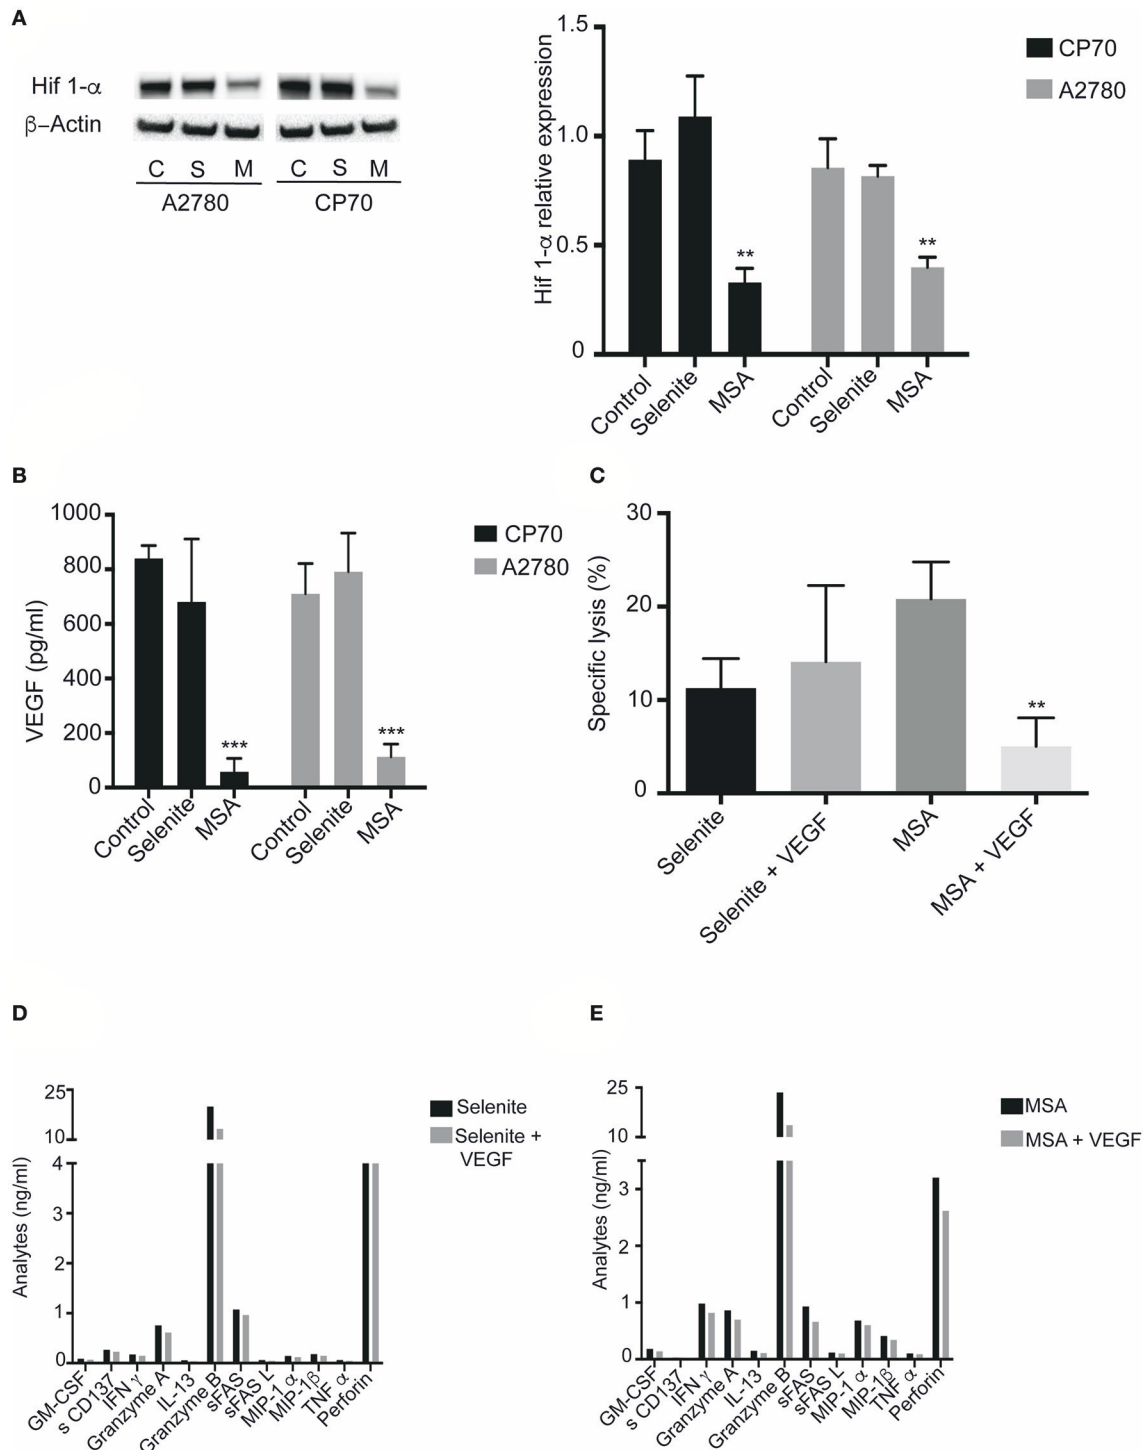 A
Hif 1-α
β–Actin
C S M C S M
A2780 CP70
Hif 1-α relative expression
1.5
1.0
0.5
0
**
**
Control Selenite MSA Control Selenite MSA
CP70
A2780
B
VEGF (pg/ml)
1000
800
600
400
200
0
***
***
Control Selenite MSA Control Selenite MSA
CP70
A2780
C
Specific lysis (%)
30
20
10
0
**
Selenite Selenite + VEGF MSA MSA + VEGF
D
Analytes (ng/ml)
25
10
4
3
2
1
0
GM-CSF s CD137 IFN γ Granzyme A IL-13 Granzyme B sFAS sFAS L MIP-1 α MIP-1β TNF α Perforin
Selenite
Selenite +
VEGF
E
Analytes (ng/ml)
25
10
3
2
1
0
GM-CSF s CD137 IFN γ Granzyme A IL-13 Granzyme B sFAS sFAS L MIP-1 α MIP-1β TNF α Perforin
MSA
MSA + VEGF